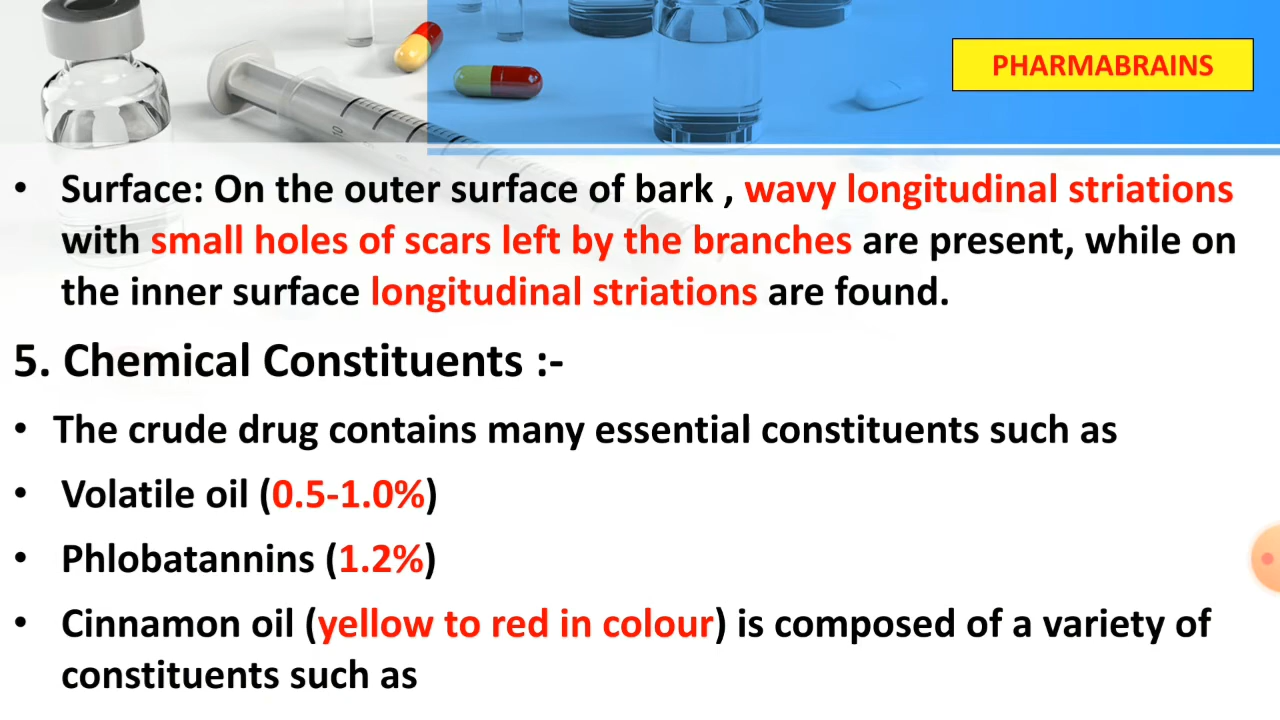 PHARMABRAINS
• Surface: On the outer surface of bark , wavy longitudinal striations
with small holes of scars left by the branches are present, while on
the inner surface longitudinal striations are found.
5. Chemical Constituents :-
• The crude drug contains many essential constituents such as
• Volatile oil (0.5-1.0%)
• Phlobatannins (1.2%)
• Cinnamon oil (yellow to red in colour) is composed of a variety of
constituents such as